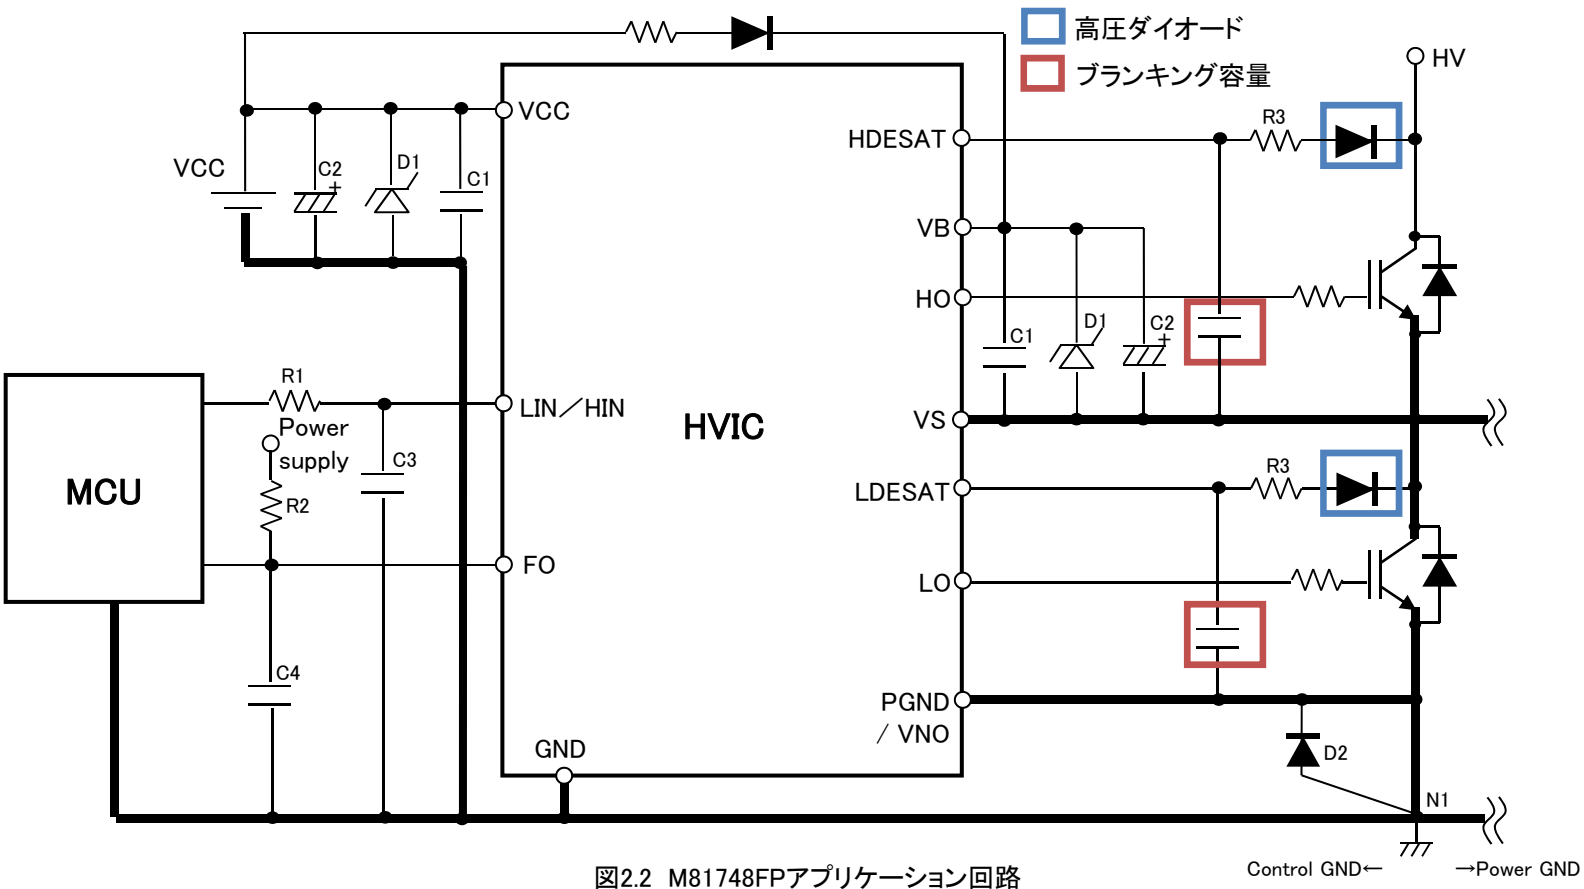 高圧ダイオード
ブランキング容量
HV
VCC
HDESAT
R3
VCC
C2
+
D1
C1
VB
HO
C1
D1
C2
+
R1
LIN／HIN
HVIC
VS
Power
supply
C3
MCU
R2
LDESAT
R3
FO
LO
C4
PGND
/ VNO
GND
D2
N1
Control GND←
→Power GND
図2.2 M81748FPアプリケーション回路